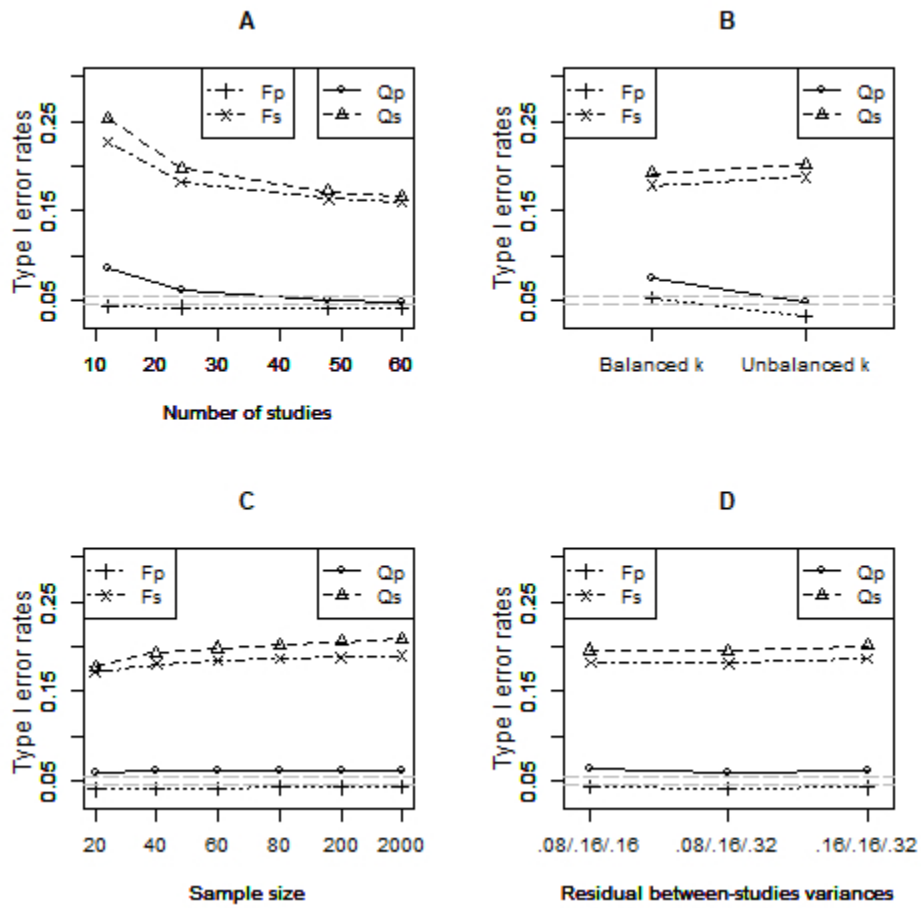 A
Fp
Fs
Qp
Qs
Type I error rates
0.05
0.15
0.25
10 20 30 40 50 60
Number of studies
B
Fp
Fs
Qp
Qs
Type I error rates
0.05
0.15
0.25
Balanced k Unbalanced k
C
Fp
Fs
Qp
Qs
Type I error rates
0.05
0.15
0.25
20 40 60 80 200 2000
Sample size
D
Fp
Fs
Qp
Qs
Type I error rates
0.05
0.15
0.25
.08/.16/.16 .08/.16/.32 .16/.16/.32
Residual between-studies variances